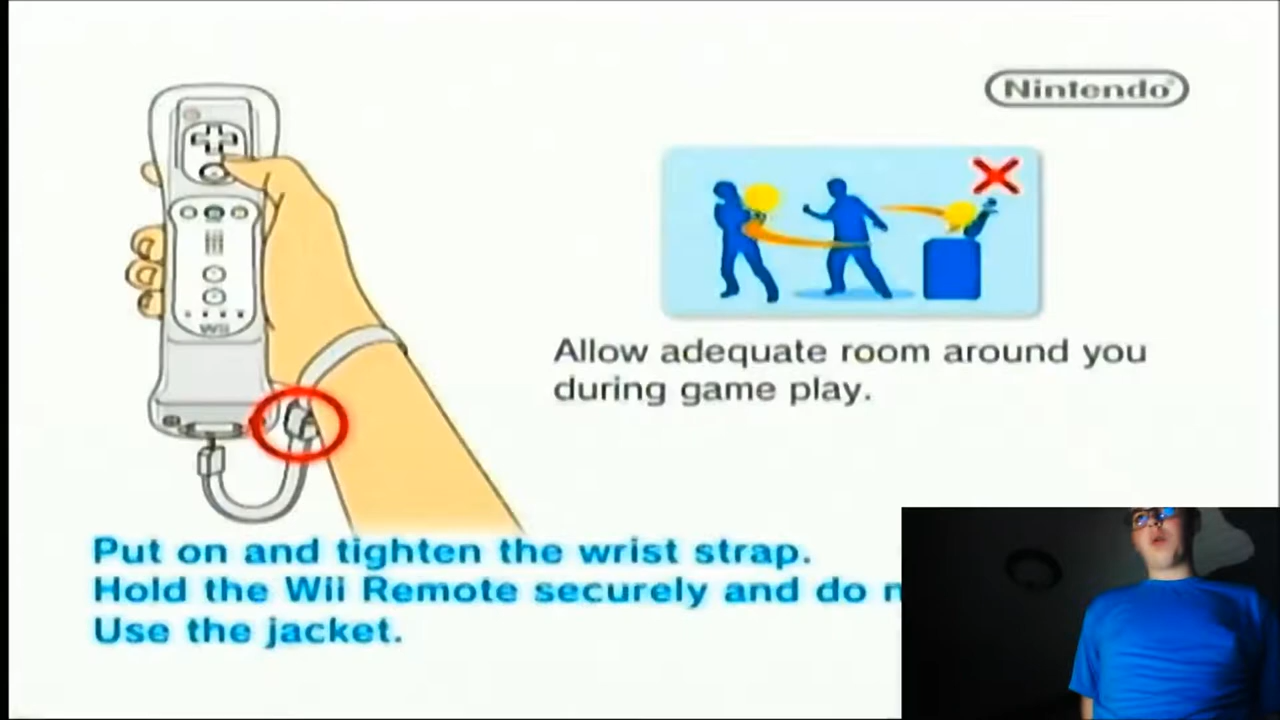 Nintendo
Wii
Allow adequate room around you
during game play.
Put on and tighten the wrist strap.
Hold the Wii Remote securely and do
Use the jacket.